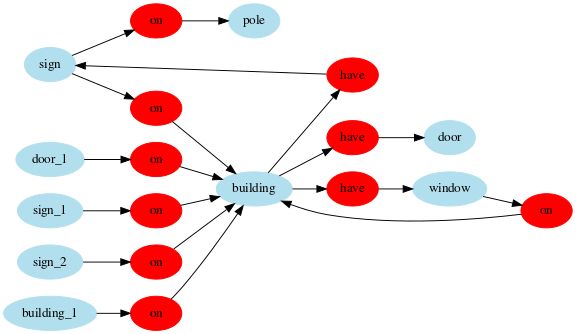 on
pole
sign
have
on
have
door
door_1
on
building
have
window
sign_1
on
on
sign_2
on
building_1
on